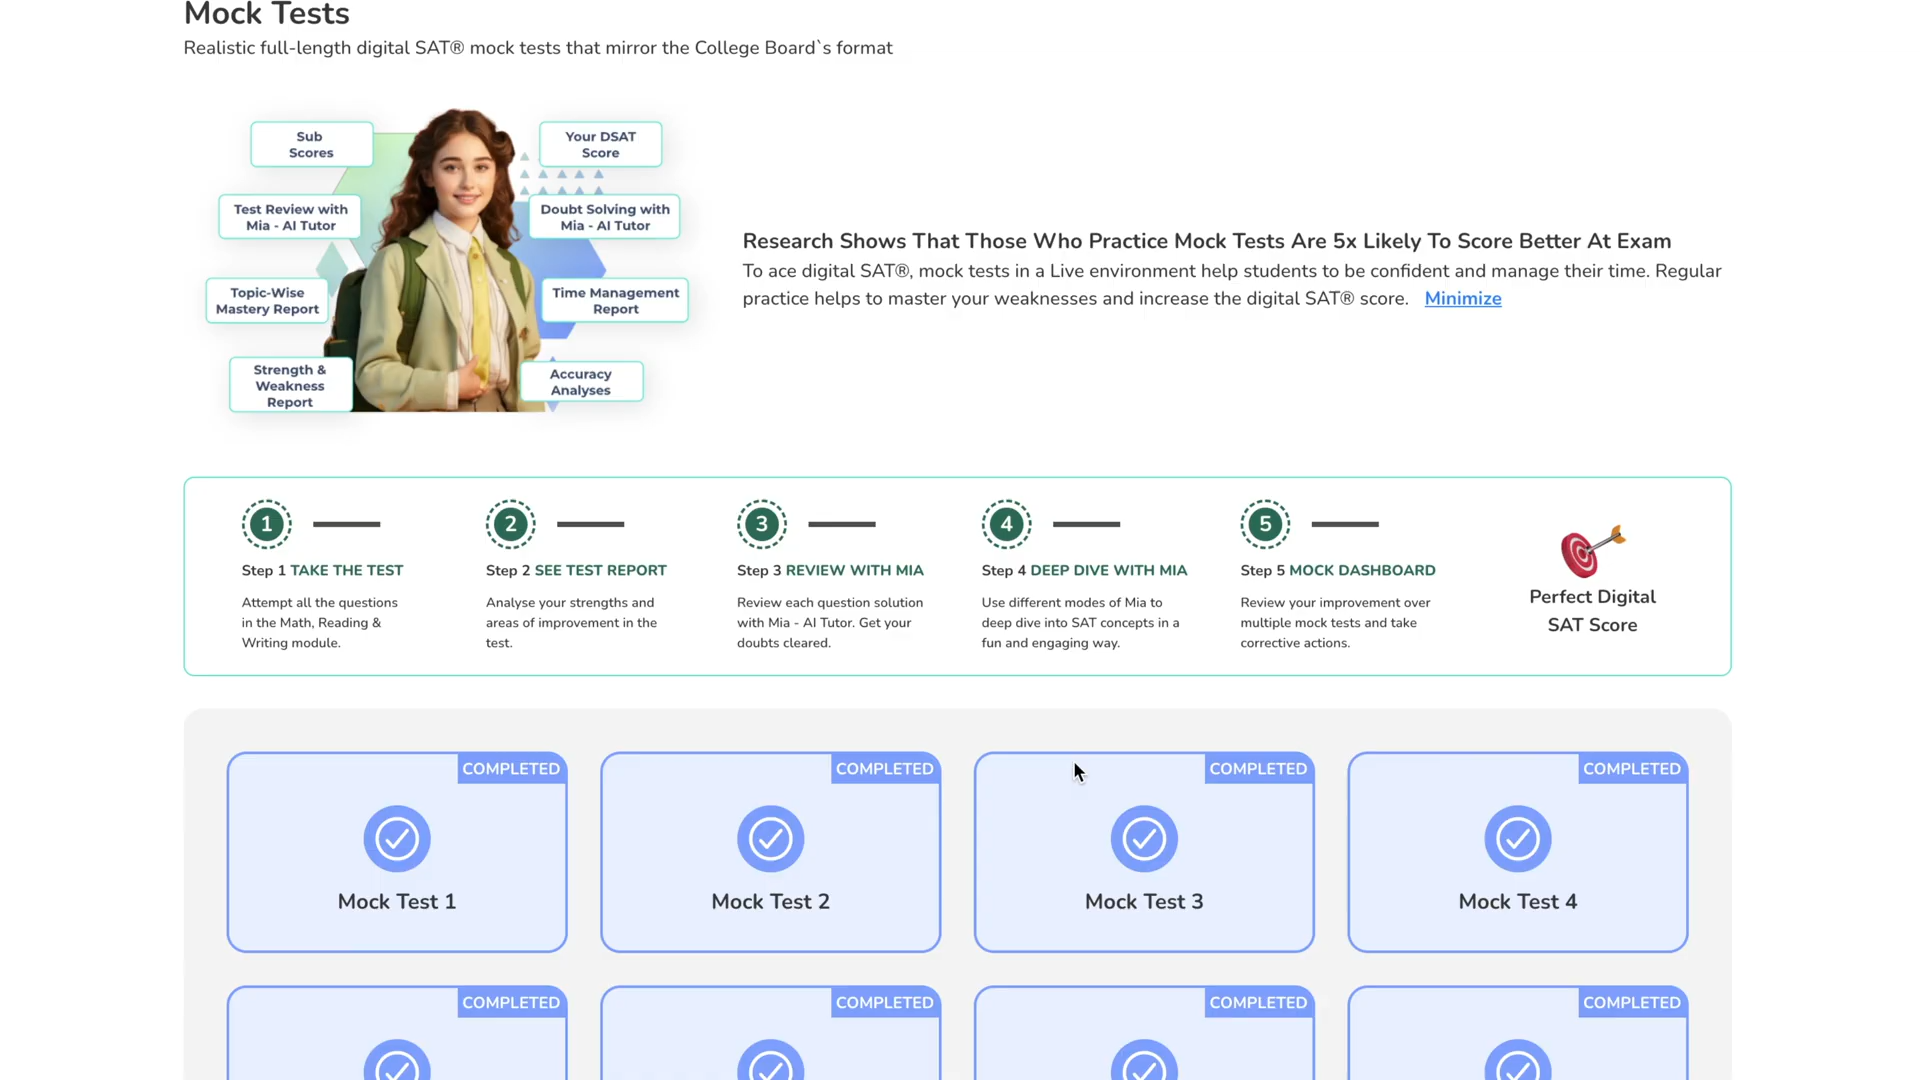 Mock Tests
Realistic full-length digital SAT® mock tests that mirror the College Board`s format
Sub
Scores
Your DSAT
Score
Test Review with
Mia - AI Tutor
Doubt Solving with
Mia - AI Tutor
Topic-Wise
Mastery Report
Time Management
Report
Strength &
Weakness
Report
Accuracy
Analyses
Research Shows That Those Who Practice Mock Tests Are 5x Likely To Score Better At Exam
To ace digital SAT®, mock tests in a Live environment help students to be confident and manage their time. Regular
practice helps to master your weaknesses and increase the digital SAT® score. Minimize
1
Step 1 TAKE THE TEST
Attempt all the questions
in the Math, Reading &
Writing module.
2
Step 2 SEE TEST REPORT
Analyse your strengths and
areas of improvement in the
test.
3
Step 3 REVIEW WITH MIA
Review each question solution
with Mia - AI Tutor. Get your
doubts cleared.
4
Step 4 DEEP DIVE WITH MIA
Use different modes of Mia to
deep dive into SAT concepts in a
fun and engaging way.
5
Step 5 MOCK DASHBOARD
Review your improvement over
multiple mock tests and take
corrective actions.
Perfect Digital
SAT Score
COMPLETED
Mock Test 1
COMPLETED
Mock Test 2
COMPLETED
Mock Test 3
COMPLETED
Mock Test 4
COMPLETED
COMPLETED
COMPLETED
COMPLETED